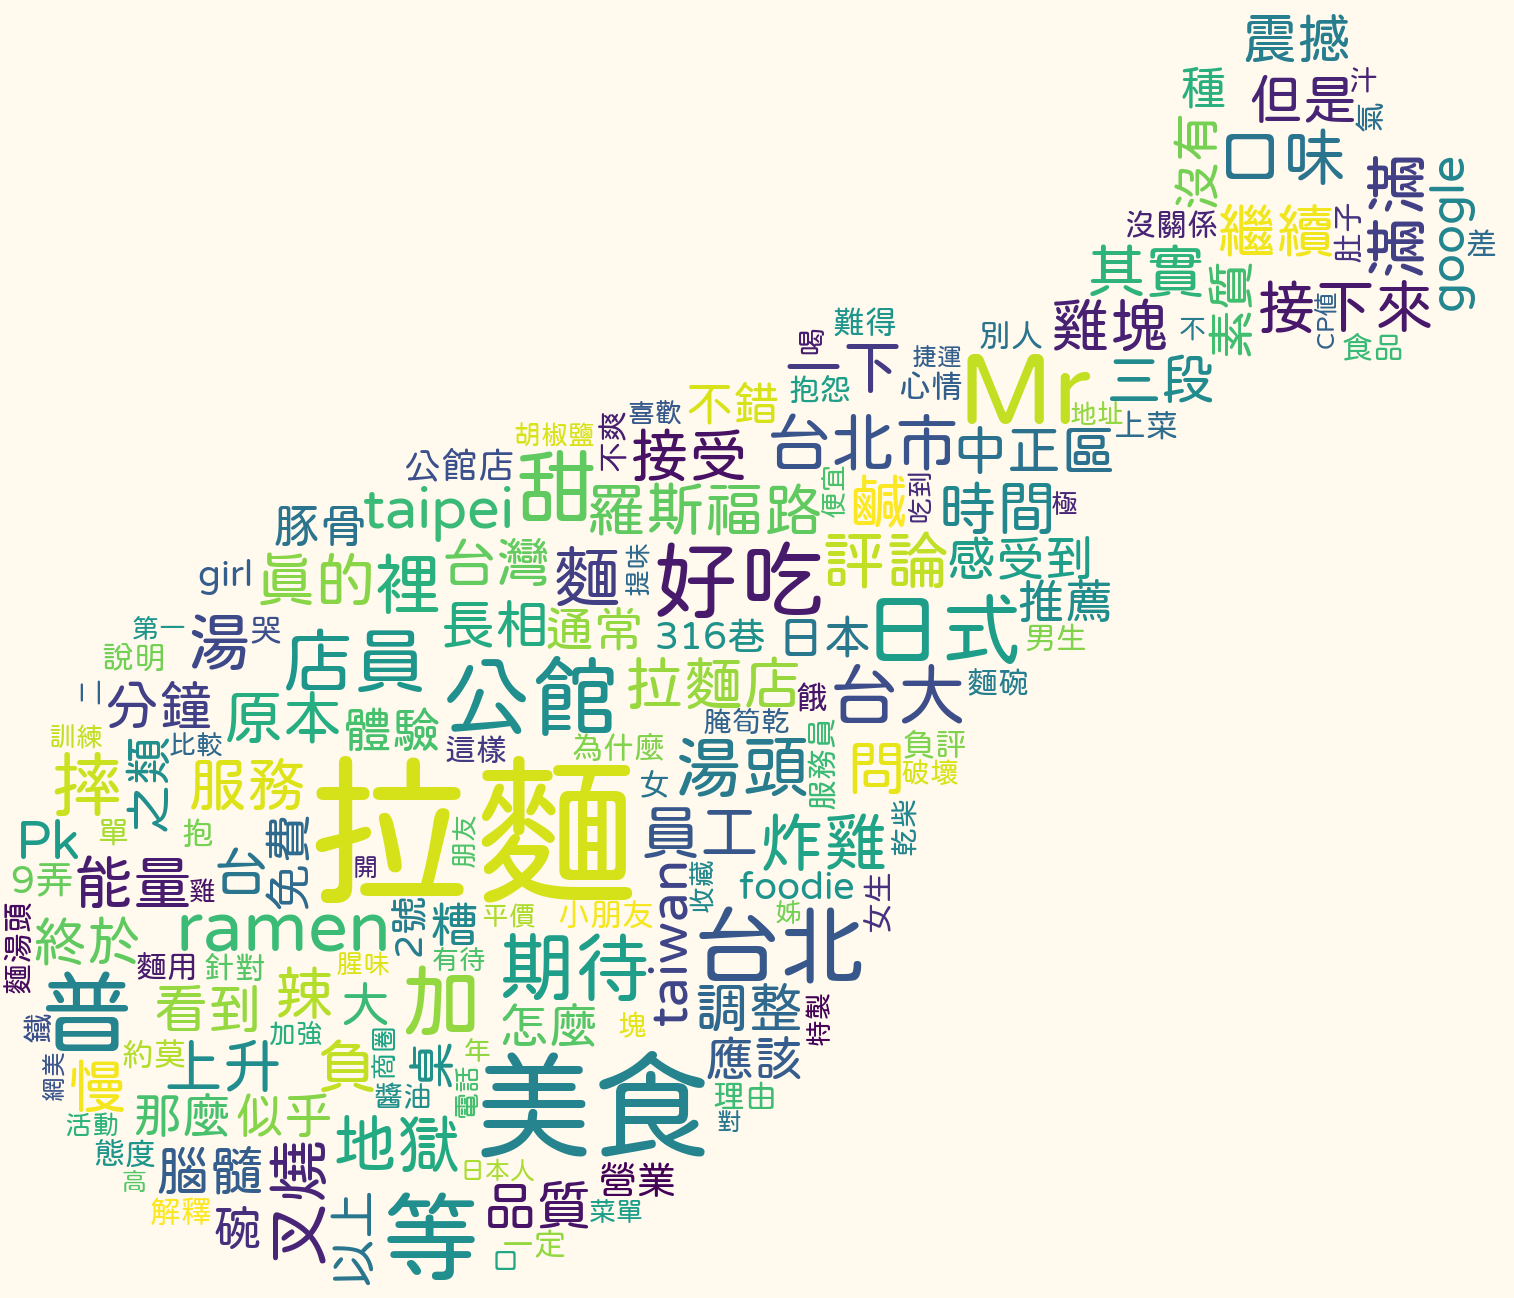 震撼
汁
種
但是
氣
沒有
口味
濔濔
google
沒關係
繼續
肚子
差
其實
素質
接下來
CP值
雞塊
不
食品
難得
別人
喝
一下
捷運
心情
抱怨
Mr
三段
地址
上菜
不錯
喜歡
胡椒鹽
不爽
接受
台北市
中正區
公館店
甜
taipei
羅斯福路
便宜
鹹
吃到
時間
極
豚骨
台灣
麵
提味
好吃
評論
感受到
girl
真的
裡
推薦
長相
通常
316巷
日本
日式
男生
第一
湯
哭
說明
店員
公館
拉麵店
餓
台大
麵碗
二
分鐘
原本
體驗
腌筍乾
訓練
比較
這樣
為什麼
湯頭
服務員
問
負評
破壞
摔
之類
服務
拉麵
女
Pk
單
抱
免費
朋友
開
員工
炸雞
乾柴
9弄
能量
雞
台
taiwan
收藏
foodie
女生
麵湯頭
終於
ramen
2號
糟
平價
小朋友
姊
台北
麵用
針對
腥味
有待
期待
普
看到
辣
大
加
調整
特製
鐵
加強
怎麼
塊
網美
約莫
上升
負
商圈
桌
年
應該
慢
醬油
電話
美食
理由
對
活動
那麼
似乎
地獄
態度
腦髓
叉燒
日本人
高
營業
解釋
碗
以上
等
品質
菜單
一定
口